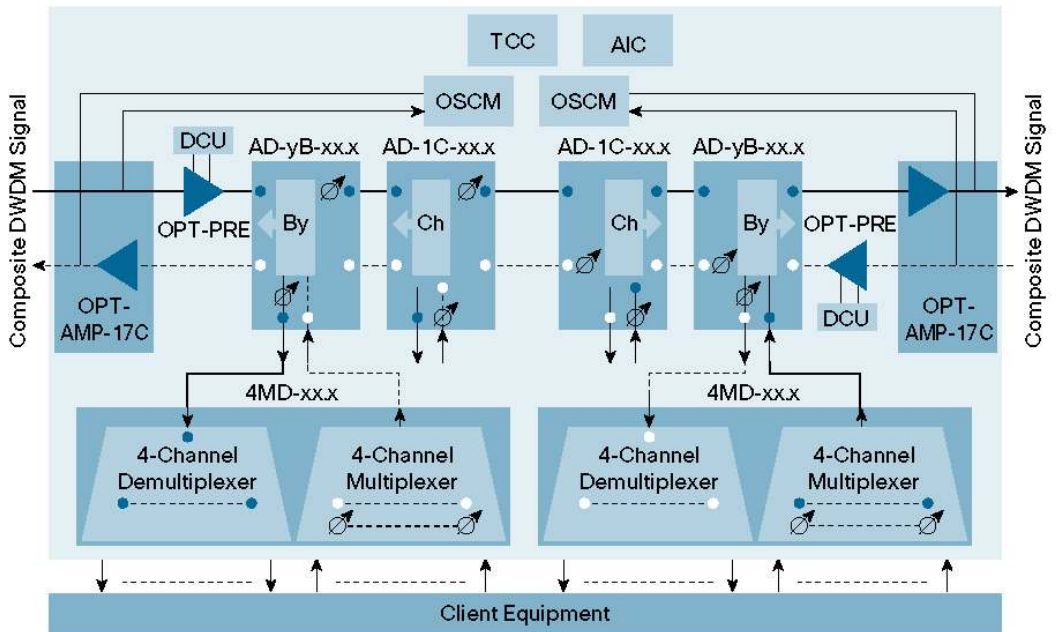 TCC
AIC
OSCM
OSCM
Composite DWDM Signal
DCU
AD-yB-xx.x
AD-1C-xx.x
AD-1C-xx.x
AD-yB-xx.x
Composite DWDM Signal
OPT-PRE
By
Ch
Ch
By
OPT-PRE
OPT-
AMP-17C
DCU
OPT-
AMP-17C
4MD-xx.x
4MD-xx.x
4-Channel
Demultiplexer
4-Channel
Multiplexer
4-Channel
Demultiplexer
4-Channel
Multiplexer
Client Equipment